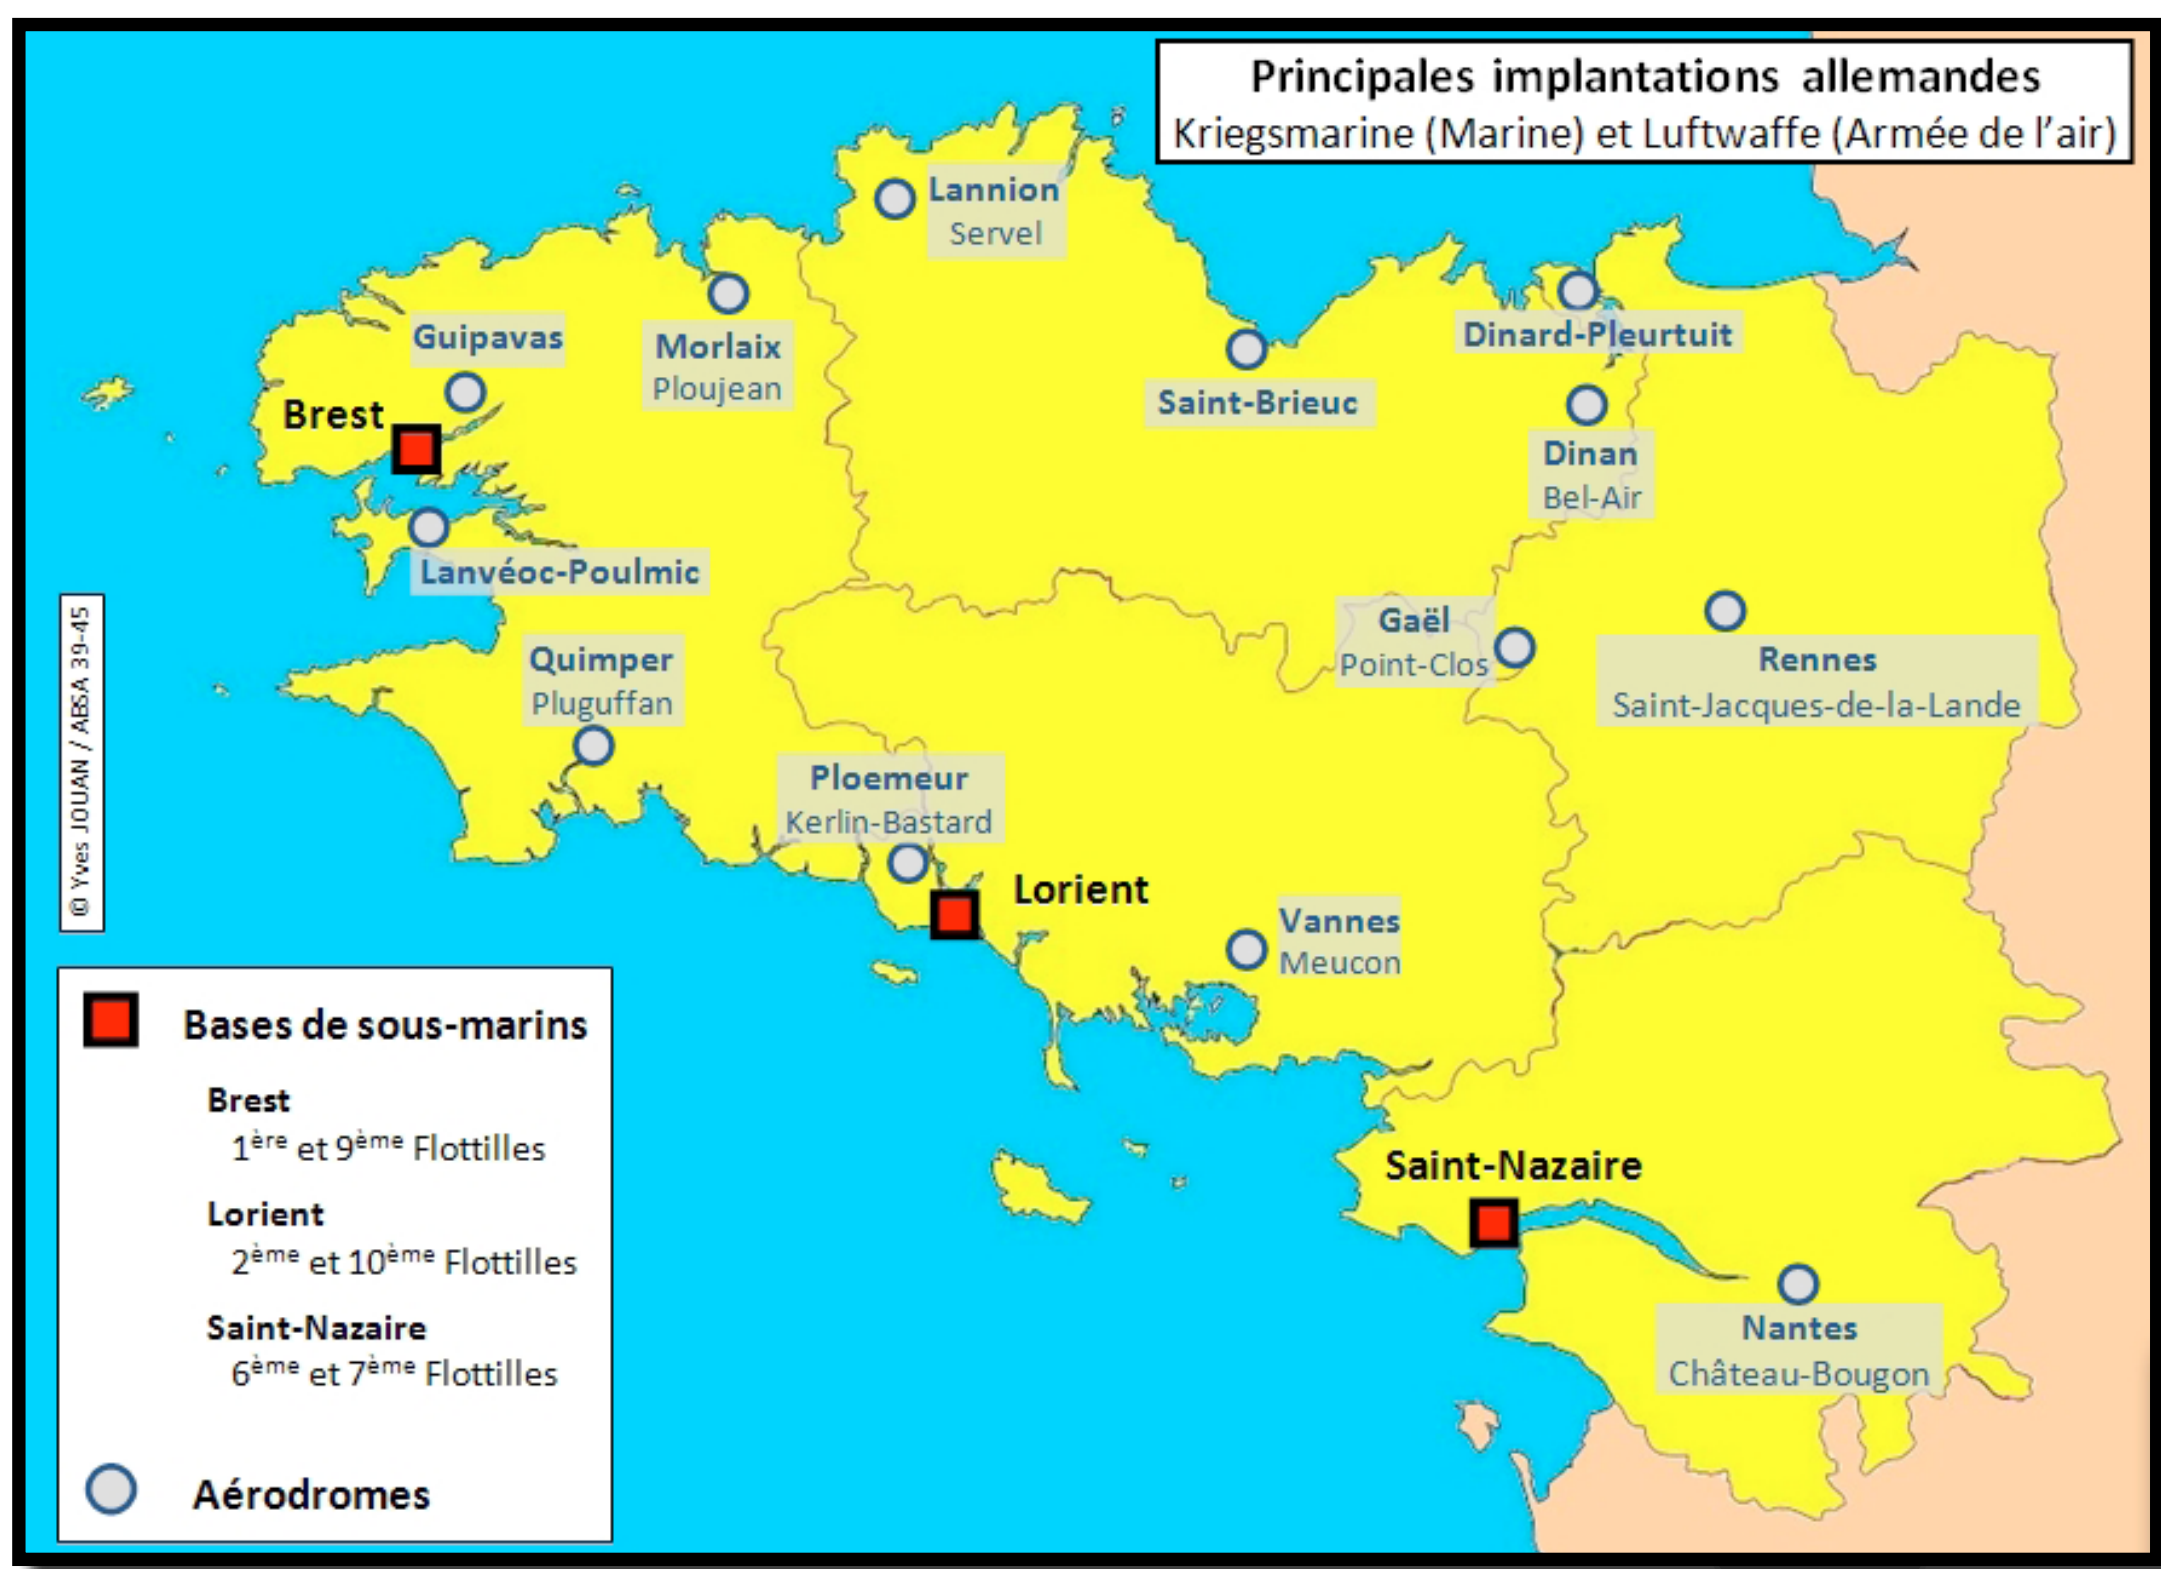 Principales implantations allemandes
Kriegsmarine (Marine) et Luftwaffe (Armée de l'air)
Lannion
Servel
Guipavas
Morlaix
Ploujean
Dinard-Pleurtuit
Saint-Brieuc
Brest
Dinan
Bel-Air
Lanvéoc-Poulmic
Gaël
Point-Clos
Rennes
Saint-Jacques-de-la-Lande
Quimper
Pluguffan
Ploemeur
Kerlin-Bastard
Lorient
Vannes
Meucon
Saint-Nazaire
Nantes
Château-Bougon
© Yves JOUAN / ABSA 39-45
Bases de sous-marins
Brest
1ère et 9ème Flottilles
Lorient
2ème et 10ème Flottilles
Saint-Nazaire
6ème et 7ème Flottilles
Aérodromes